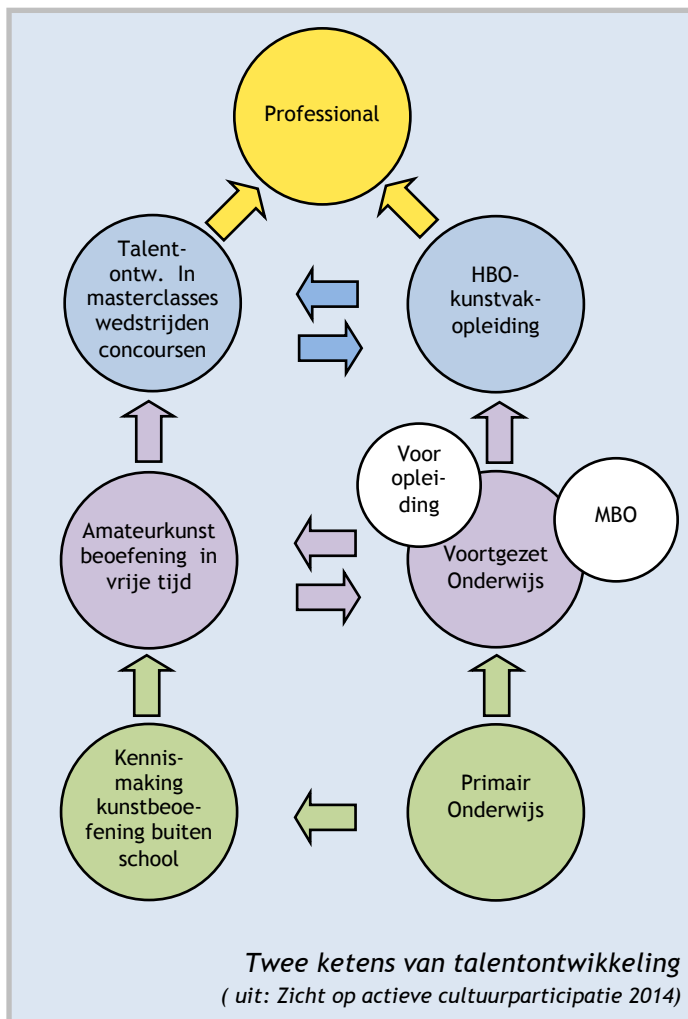 Professional
Talent-
ontw. In
masterclasses
wedstrijden
concoursen
HBO-
kunstvak-
opleiding
Voor
oplei-
ding
MBO
Amateurkunst
beoefening in
vrije tijd
Voortgezet
Onderwijs
Kennis-
making
kunstbeoe-
fening buiten
school
Primair
Onderwijs
Twee ketens van talentontwikkeling
( uit: Zicht op actieve cultuurparticipatie 2014)